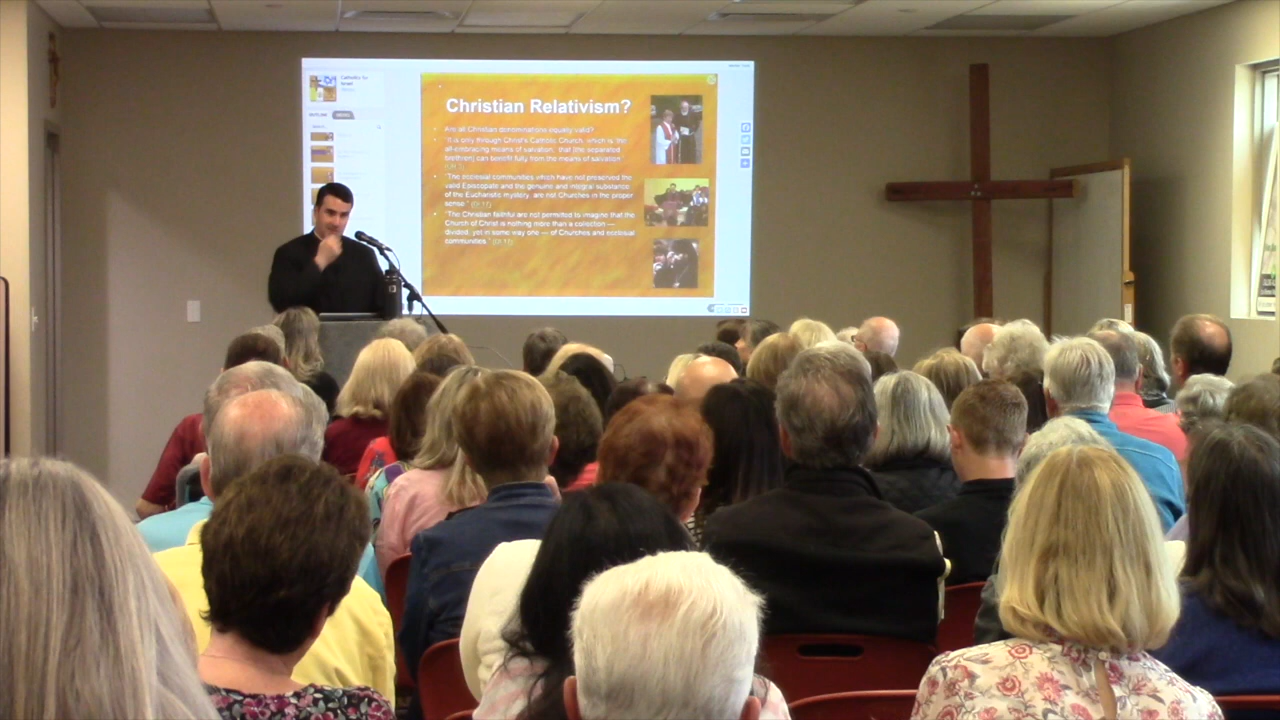 Catholics for
Israel
OUTLINE
Christian Relativism?
Are all Christian denominations equally valid?
"It is only through Christ's Catholic Church, which is 'the
all-embracing means of salvation,' that [the separated
brethren] can benefit fully from the means of salvation
"The ecclesial communities which have not preserved the
valid Episcopate and the genuine and integral substance
of the Eucharistic mystery, are not Churches in the proper
sense."
"The Christian faithful are not permitted to imagine that the
Church of Christ is nothing more than a collection —
divided, yet in some way one — of Churches and ecclesial
communities."